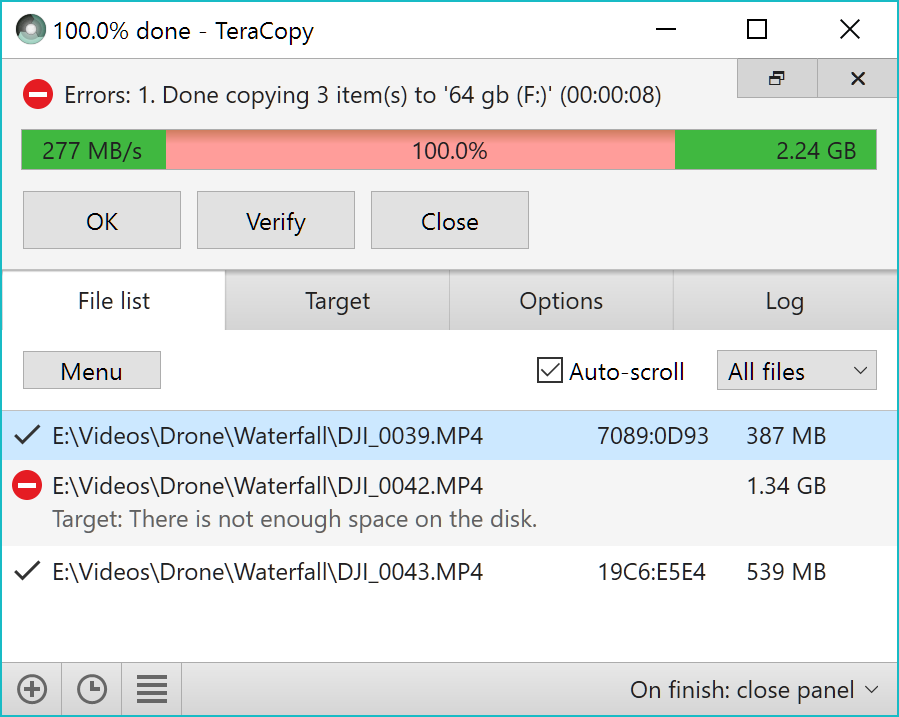 100.0% done - TeraCopy
Errors: 1. Done copying 3 item(s) to '64 gb (F:)' (00:00:08)
277 MB/s 100.0% 2.24 GB
OK Verify Close
File list Target Options Log
Menu Auto-scroll All files
E:\Videos\Drone\Waterfall\DJI_0039.MP4 7089:0D93 387 MB
E:\Videos\Drone\Waterfall\DJI_0042.MP4 1.34 GB
Target: There is not enough space on the disk.
E:\Videos\Drone\Waterfall\DJI_0043.MP4 19C6:E5E4 539 MB
On finish: close panel